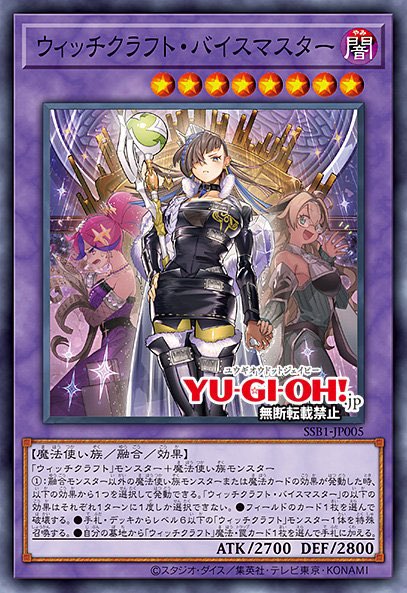 ウィッチクラフト・バイスマスター
やみ
闇
ユウギオウドットジェイピー
YU-GI-OH!.jp
無断転載禁止
SSB1-JP005
【魔法使い族/融合/効果】
「ウィッチクラフト」モンスター+魔法使い族モンスター
①:融合モンスター以外の魔法使い族モンスターまたは魔法カードの効果が発動した時、
以下の効果から1つを選択して発動できる。「ウィッチクラフト・バイスマスター」の以下の
効果はそれぞれ1ターンに1度しか選択できない。●フィールドのカード1枚を選んで
破壊する。●手札・デッキからレベル6以下の「ウィッチクラフト」モンスター1体を特殊
召喚する。●自分の墓地から「ウィッチクラフト」魔法・罠カード1枚を選んで手札に加える。
ATK/2700 DEF/2800
©スタジオ・ダイス/集英社・テレビ東京・KONAMI